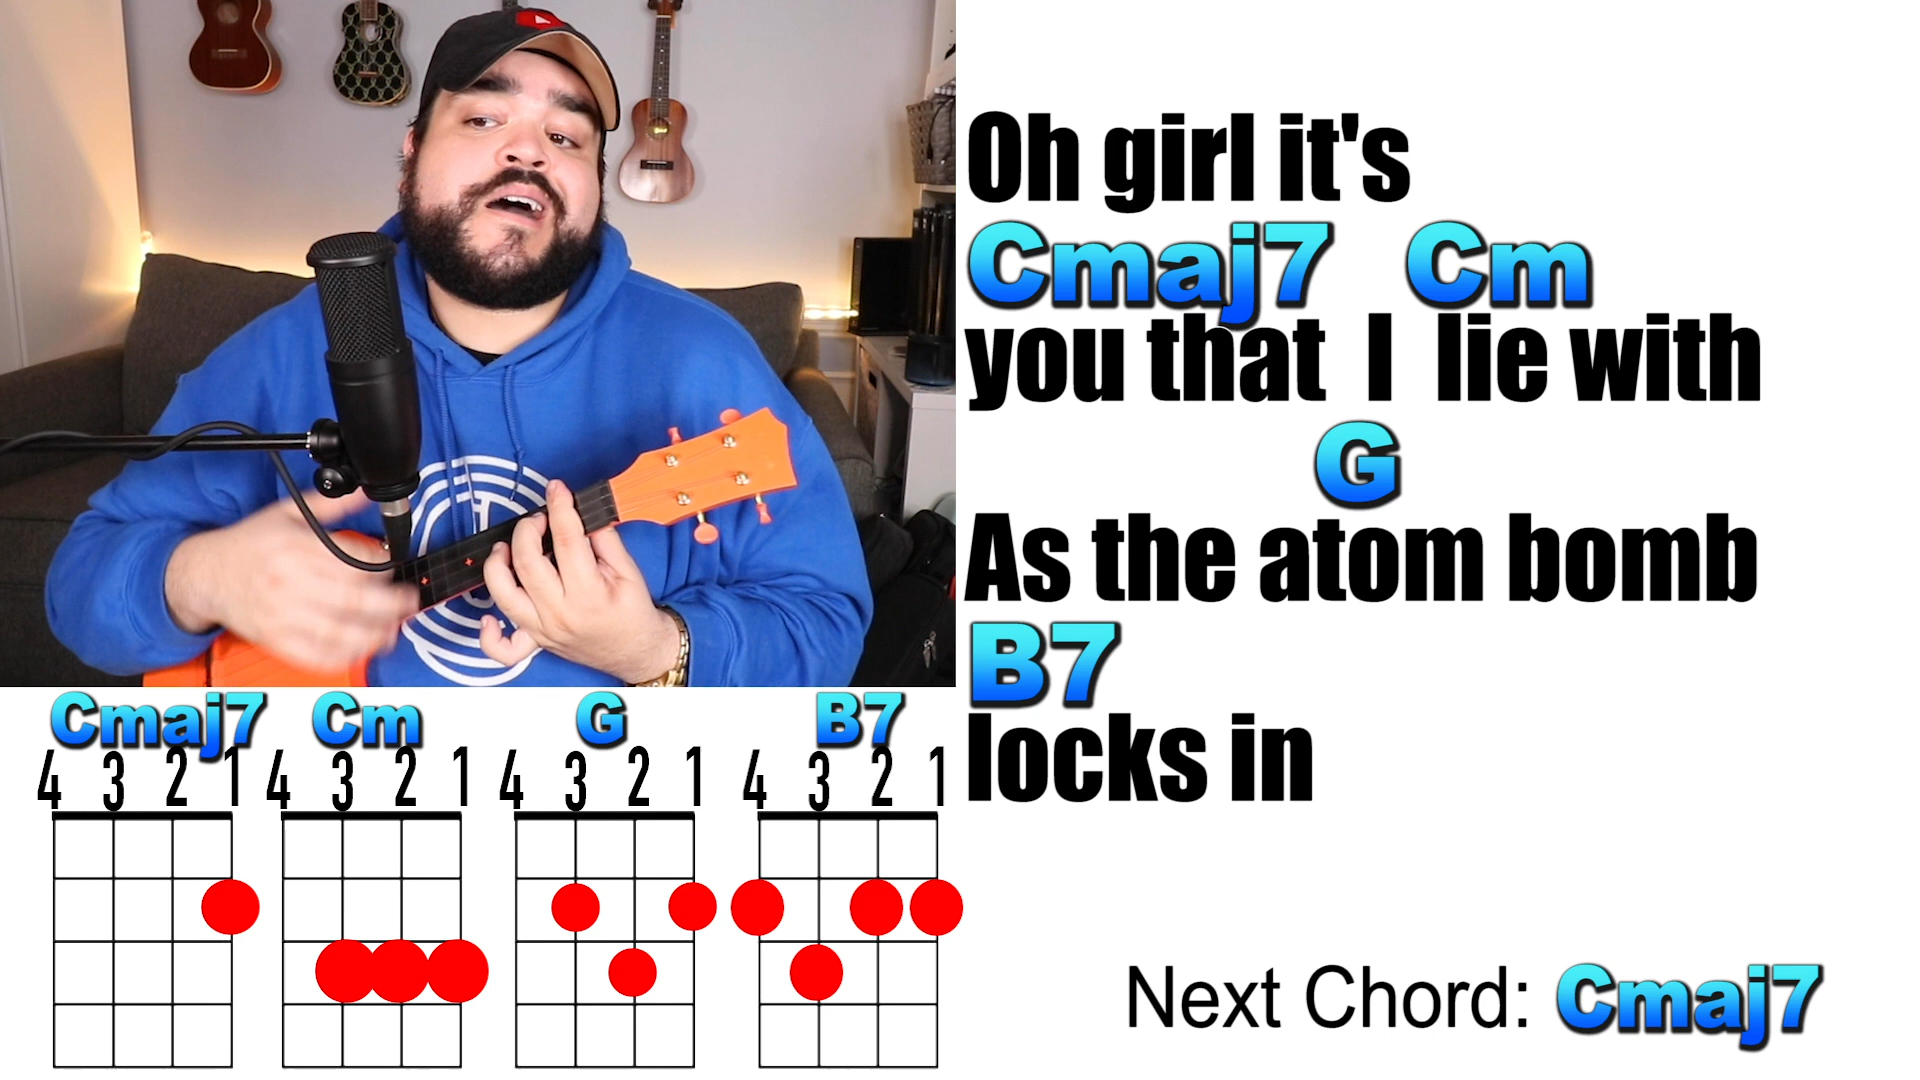 Oh girl it's
Cmaj7 Cm
you that I lie with
G
As the atom bomb
B7
locks in
Cmaj7 Cm G B7
4 3 2 1 4 3 2 1 4 3 2 1 4 3 2 1
Next Chord: Cmaj7